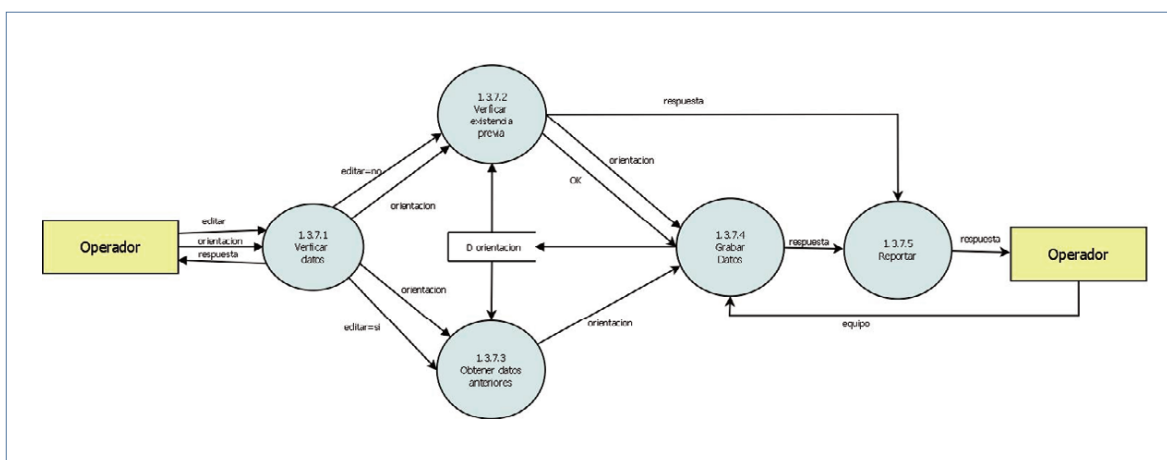 1.3.7.2
Verficar
existencia
previa
respuesta
editar=no
orientacion
OK
orientacion
Operador
editar
orientacion
respuesta
1.3.7.1
Verficar
datos
D orientacion
1.3.7.4
Grabar
Datos
respuesta
1.3.7.5
Reportar
respuesta
Operador
orientacion
editar=si
orientacion
equipo
1.3.7.3
Obtener datos
anteriores